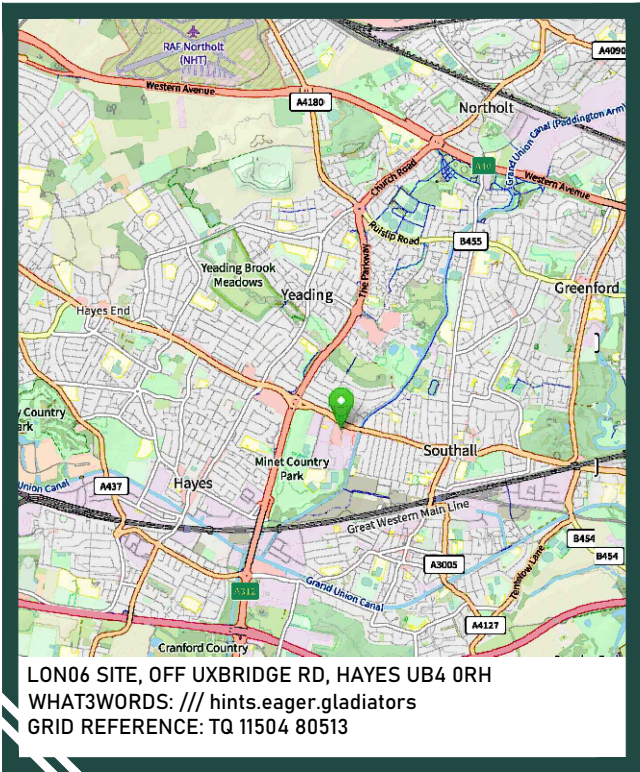 RAF Northolt
(NHT)
A4090
Western Avenue
A4180
Northolt
Grand Union Canal (Paddington Arm)
A40
Western Avenue
Church Road
Ruislip Road
B455
The Parkway
Yeading Brook
Meadows
Yeading
Greenford
Hayes End
y Country
ark
Southall
Minet Country
Park
Union Canal
A437
Hayes
Great Western Main Line
B454
B454
A3005
Tentelow Lane
A312
Grand Union Canal
A4127
Cranford Country
LON06 SITE, OFF UXBRIDGE RD, HAYES UB4 0RH
WHAT3WORDS: /// hints.eager.gladiators
GRID REFERENCE: TQ 11504 80513